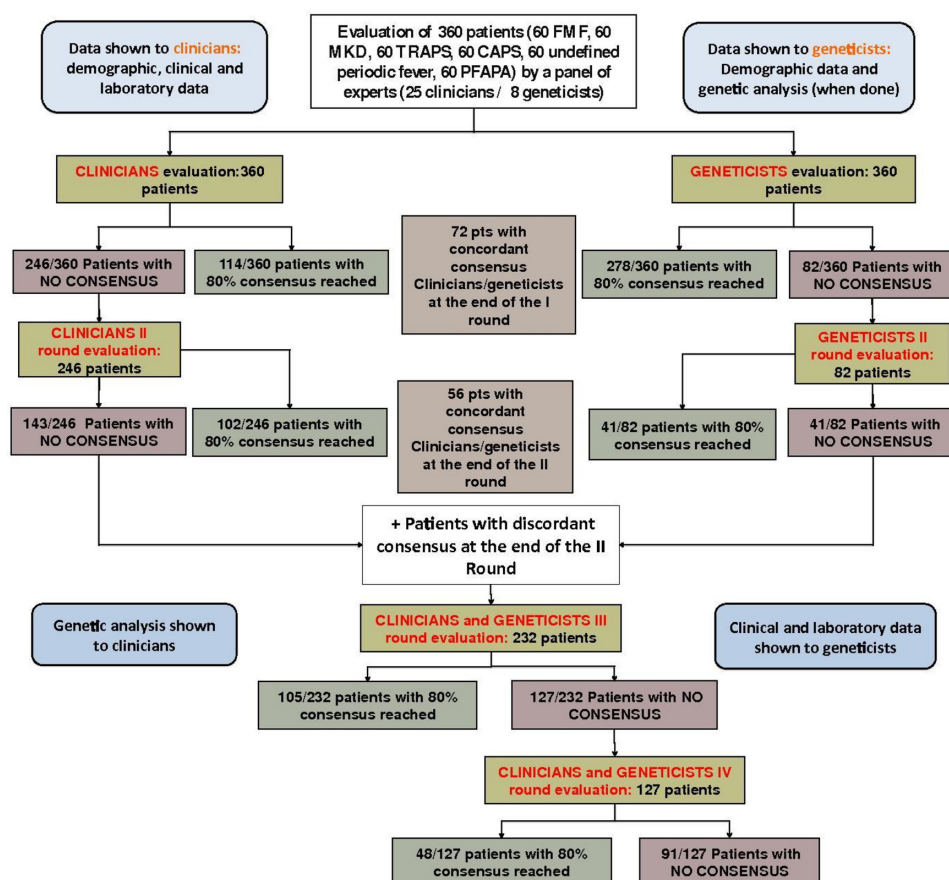 Data shown to clinicians:
demographic, clinical and
laboratory data
Evaluation of 360 patients (60 FMF, 60
MKD, 60 TRAPS, 60 CAPS, 60 undefined
periodic fever, 60 PFAPA) by a panel of
experts (25 clinicians / 8 geneticists)
Data shown to geneticists:
Demographic data and
genetic analysis (when done)
CLINICIANS evaluation:360
patients
GENETICISTS evaluation: 360
patients
246/360 Patients with
NO CONSENSUS
114/360 patients with
80% consensus reached
72 pts with
concordant
consensus
Clinicians/geneticists
at the end of the I
round
278/360 patients with
80% consensus reached
82/360 Patients with
NO CONSENSUS
CLINICIANS II
round evaluation:
246 patients
GENETICISTS II
round evaluation:
82 patients
143/246 Patients with
NO CONSENSUS
102/246 patients with
80% consensus reached
56 pts with
concordant
consensus
Clinicians/geneticists
at the end of the II
round
41/82 patients with 80%
consensus reached
41/82 Patients with
NO CONSENSUS
+ Patients with discordant
consensus at the end of the II
Round
Genetic analysis shown
to clinicians
CLINICIANS and GENETICISTS III
round evaluation: 232 patients
Clinical and laboratory data
shown to geneticists
105/232 patients with 80%
consensus reached
127/232 Patients with NO
CONSENSUS
CLINICIANS and GENETICISTS IV
round evaluation: 127 patients
48/127 patients with 80%
consensus reached
91/127 Patients with
NO CONSENSUS